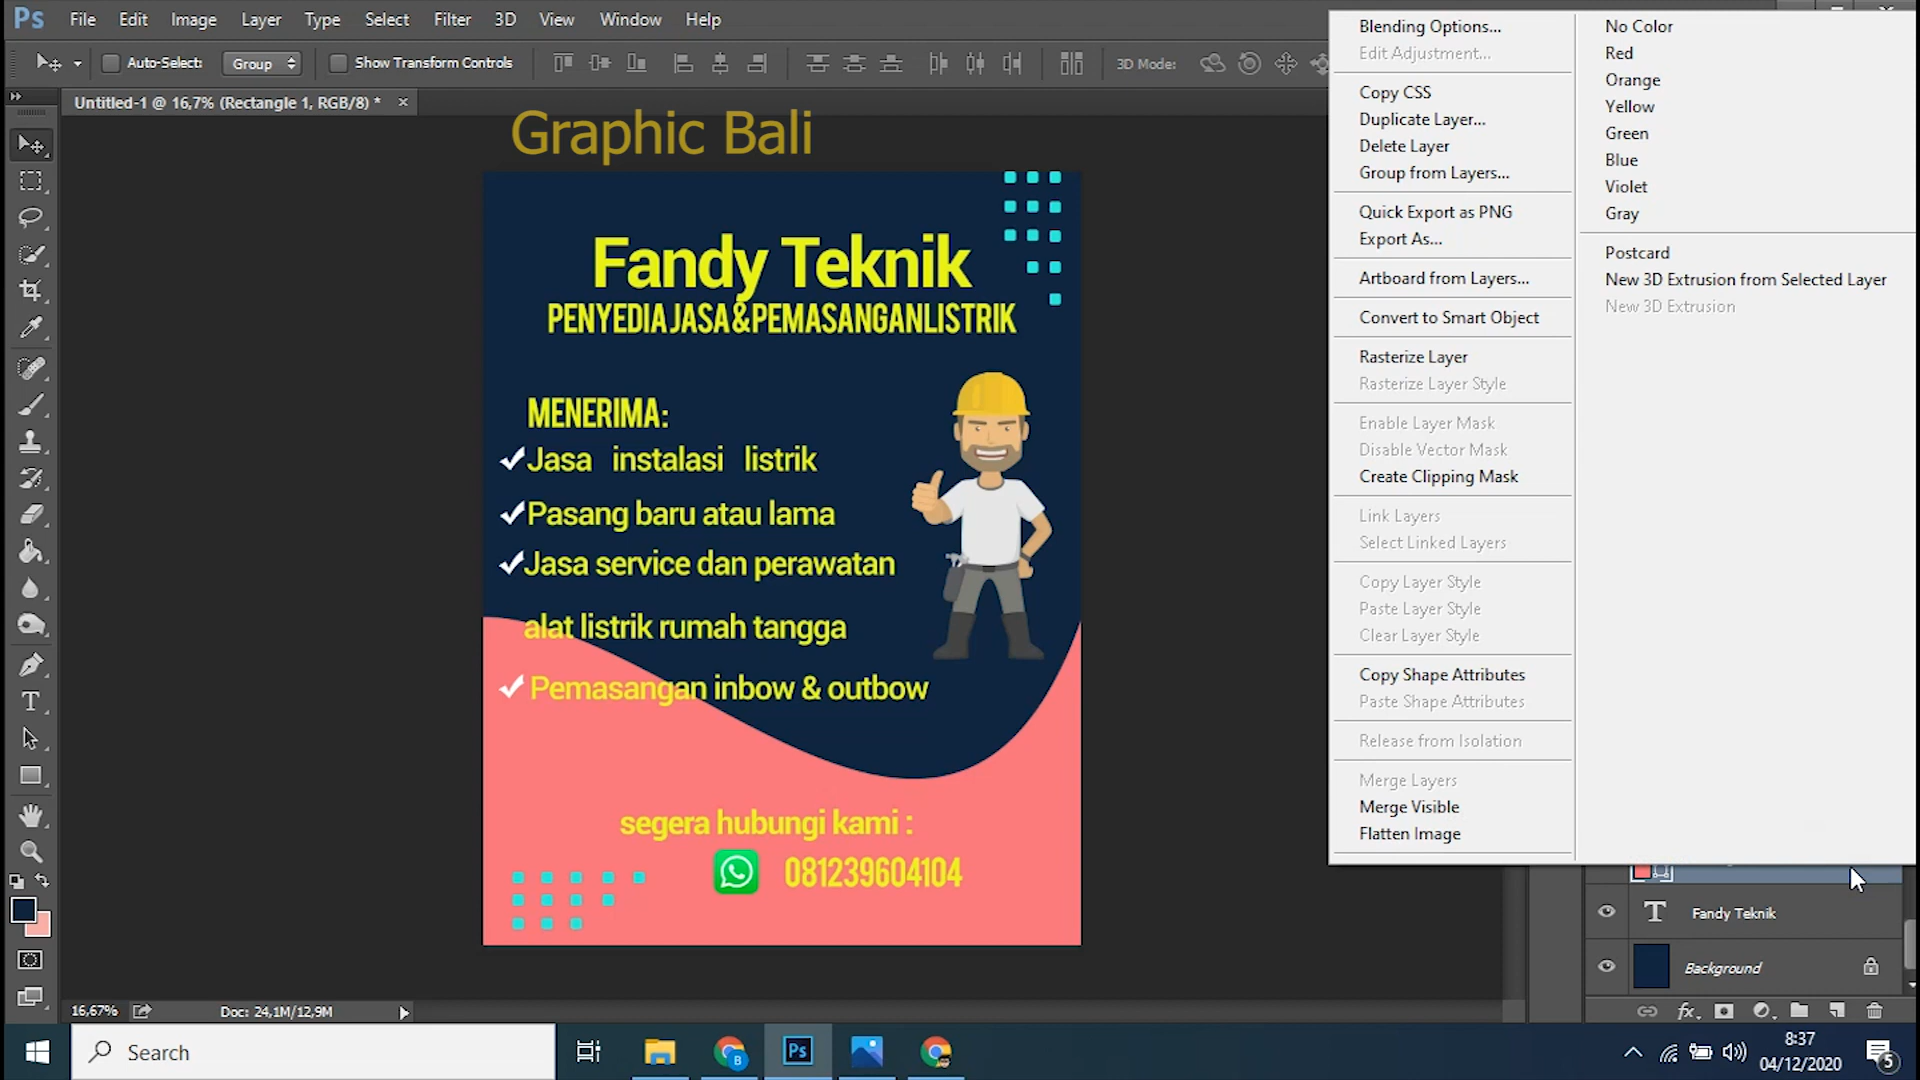 Ps File Edit Image Layer Type Select Filter 3D View Window Help
Auto-Select: Group Show Transform Controls 3D Mode:
Untitled-1 @ 16,7% (Rectangle 1, RGB/8) *
Graphic Bali
Fandy Teknik
PENYEDIA JASA & PEMASANGAN LISTRIK
MENERIMA:
Jasa instalasi listrik
Pasang baru atau lama
Jasa service dan perawatan
alat listrik rumah tangga
Pemasangan inbow & outbow
segera hubungi kami :
081239604104
Blending Options...
Edit Adjustment...
Copy CSS
Duplicate Layer...
Delete Layer
Group from Layers...
Quick Export as PNG
Export As...
Artboard from Layers...
Convert to Smart Object
Rasterize Layer
Rasterize Layer Style
Enable Layer Mask
Disable Vector Mask
Create Clipping Mask
Link Layers
Select Linked Layers
Copy Layer Style
Paste Layer Style
Clear Layer Style
Copy Shape Attributes
Paste Shape Attributes
Release from Isolation
Merge Layers
Merge Visible
Flatten Image
No Color
Red
Orange
Yellow
Green
Blue
Violet
Gray
Postcard
New 3D Extrusion from Selected Layer
New 3D Extrusion
T Fandy Teknik
Background
fx
16,67% Doc: 24,1M/12,9M
Search
B
Ps
8:37
04/12/2020
5